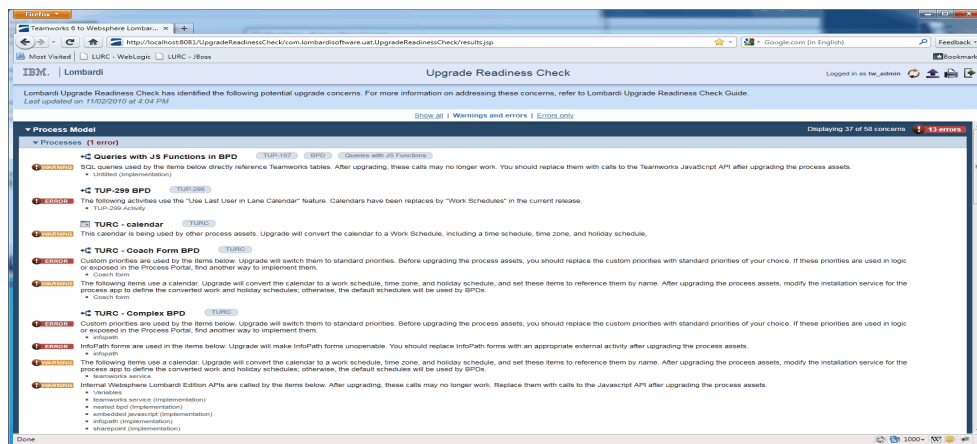 Firefox
Teamworks 6 to Websphere Lombar... × +
http://localhost:8081/UpgradeReadinessCheck/com.lombardisoftware.uat.UpgradeReadinessCheck/results.jsp
Google.com (in English)
Feedback
Most Visited LURC - WebLogic LURC - JBoss
Bookmark
IBM. | Lombardi
Upgrade Readiness Check
Logged in as tw_admin
Lombardi Upgrade Readiness Check has identified the following potential upgrade concerns. For more information on addressing these concerns, refer to Lombardi Upgrade Readiness Check Guide.
Last updated on 11/02/2010 at 4:04 PM
Show all | Warnings and errors | Errors only
Process Model
Displaying 37 of 58 concerns
13 errors
Processes (1 error)
Queries with JS Functions in BPD TUP-187 BPD Queries with JS Functions
WARNING SQL queries used by the items below directly reference Teamworks tables. After upgrading, these calls may no longer work. You should replace them with calls to the Teamworks JavaScript API after upgrading the process assets.
Untitled (Implementation)
TUP-299 BPD TUP-299
ERROR The following activities use the "Use Last User in Lane Calendar" feature. Calendars have been replaces by "Work Schedules" in the current release.
TUP-299 Activity
TURC - calendar TURC
WARNING This calendar is being used by other process assets. Upgrade will convert the calendar to a Work Schedule, including a time schedule, time zone, and holiday schedule,
TURC - Coach Form BPD TURC
ERROR Custom priorities are used by the items below. Upgrade will switch them to standard priorities. Before upgrading the process assets, you should replace the custom priorities with standard priorities of your choice. If these priorities are used in logic
or exposed in the Process Portal, find another way to implement them.
Coach form
WARNING The following items use a calendar. Upgrade will convert the calendar to a work schedule, time zone, and holiday schedule, and set these items to reference them by name. After upgrading the process assets, modify the installation service for the
process app to define the converted work and holiday schedules; otherwise, the default schedules will be used by BPDs.
Coach form
TURC - Complex BPD TURC
ERROR Custom priorities are used by the items below. Upgrade will switch them to standard priorities. Before upgrading the process assets, you should replace the custom priorities with standard priorities of your choice. If these priorities are used in logic
or exposed in the Process Portal, find another way to implement them.
infopath
ERROR InfoPath forms are used in the items below. Upgrade will make InfoPath forms unopenable. You should replace InfoPath forms with an appropriate external activity after upgrading the process assets.
infopath
WARNING The following items use a calendar. Upgrade will convert the calendar to a work schedule, time zone, and holiday schedule, and set these items to reference them by name. After upgrading the process assets, modify the installation service for the
process app to define the converted work and holiday schedules; otherwise, the default schedules will be used by BPDs.
teamworks service
WARNING Internal Websphere Lombardi Edition APIs are called by the items below. After upgrading, these calls may no longer work. Replace them with calls to the Javascript API after upgrading the process assets.
Variables
teamworks service (Implementation)
nested bpd (Implementation)
embedded javascript (Implementation)
infopath (Implementation)
sharepoint (Implementation)
Done
1000+